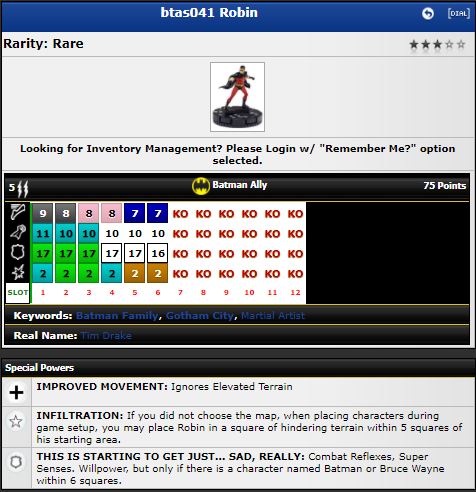 btas041 Robin
[DIAL]
Rarity: Rare
Looking for Inventory Management? Please Login w/ "Remember Me?" option
selected.
5 Batman Ally 75 Points
9 8 8 8 7 7 KO KO KO KO KO KO
11 10 10 10 10 10 KO KO KO KO KO KO
17 17 17 17 17 16 KO KO KO KO KO KO
2 2 2 2 2 2 KO KO KO KO KO KO
SLOT 1 2 3 4 5 6 7 8 9 10 11 12
Keywords: Batman Family, Gotham City, Martial Artist
Real Name: Tim Drake
Special Powers
IMPROVED MOVEMENT: Ignores Elevated Terrain
INFILTRATION: If you did not choose the map, when placing characters during
game setup, you may place Robin in a square of hindering terrain within 5 squares of
his starting area.
THIS IS STARTING TO GET JUST... SAD, REALLY: Combat Reflexes, Super
Senses. Willpower, but only if there is a character named Batman or Bruce Wayne
within 6 squares.